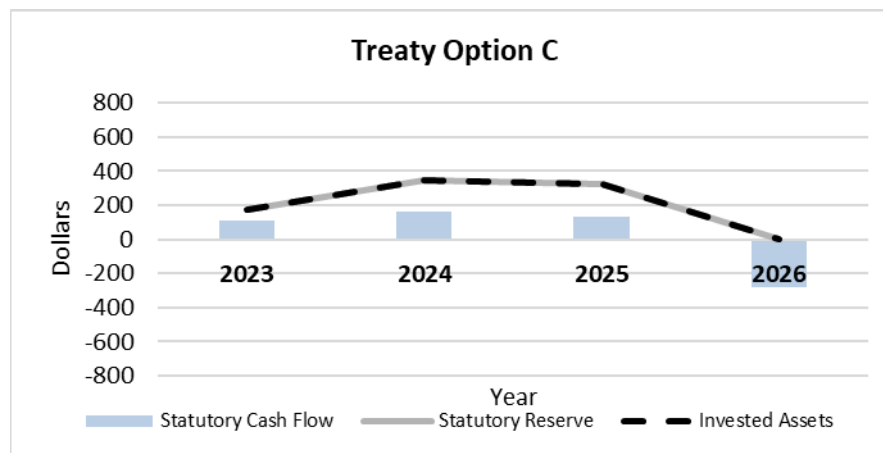 Treaty Option C
800
600
400
200
0
-200
-400
-600
-800
Dollars
2023 2024 2025 2026
Year
Statutory Cash Flow Statutory Reserve Invested Assets